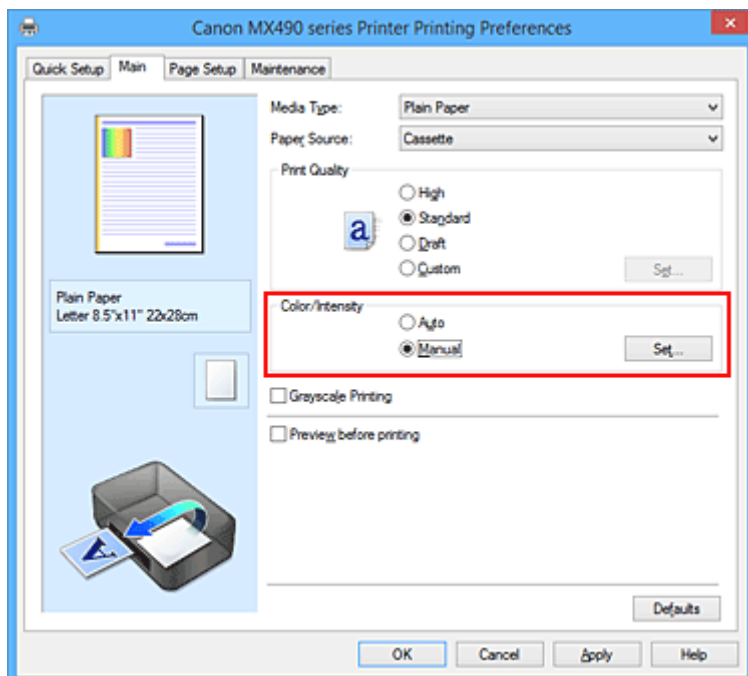 Canon MX490 series Printer Printing Preferences
Quick Setup Main Page Setup Maintenance
Media Type: Plain Paper
Paper Source: Cassette
Print Quality
High
a Standard
Draft
Custom Set...
Plain Paper
Letter 8.5"x11" 22x28cm
Color/Intensity
Auto
Manual Set...
Grayscale Printing
Preview before printing
A
Defaults
OK Cancel Apply Help